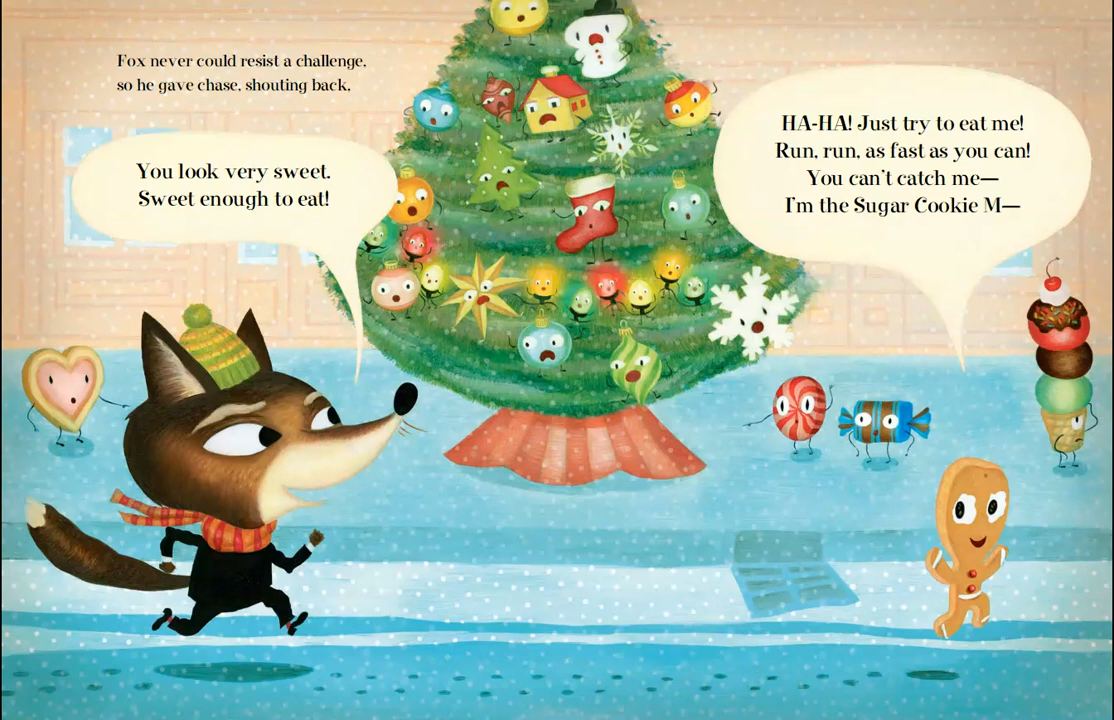 Fox never could resist a challenge,
so he gave chase, shouting back,
You look very sweet.
Sweet enough to eat!
HA-HA! Just try to eat me!
Run, run, as fast as you can!
You can't catch me—
I'm the Sugar Cookie M—